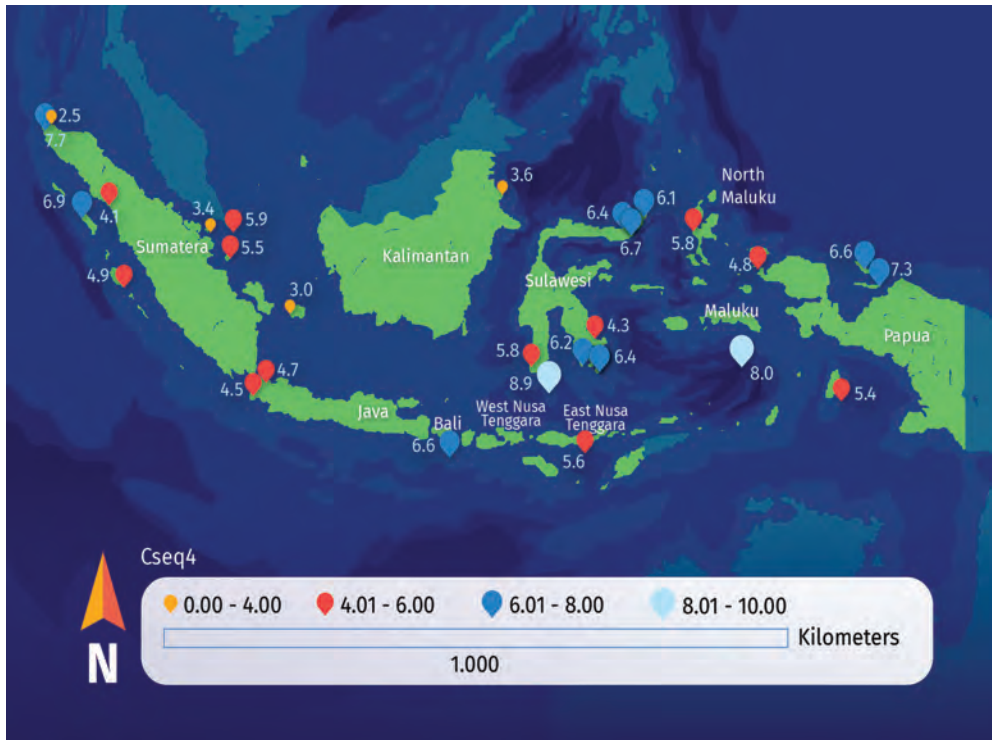 2.5
7.7
3.6
North
Maluku
6.9
4.1
3.4
5.9
6.4
6.1
6.7
5.8
Sumatera
5.5
Kalimantan
4.8
6.6
7.3
4.9
3.0
Sulawesi
Maluku
Papua
4.3
5.8
6.2
6.4
8.0
4.7
4.5
8.9
5.4
Java
Bali
West Nusa
Tenggara
East Nusa
Tenggara
6.6
5.6
Cseq4
0.00 - 4.00
4.01 - 6.00
6.01 - 8.00
8.01 - 10.00
Kilometers
1.000
N